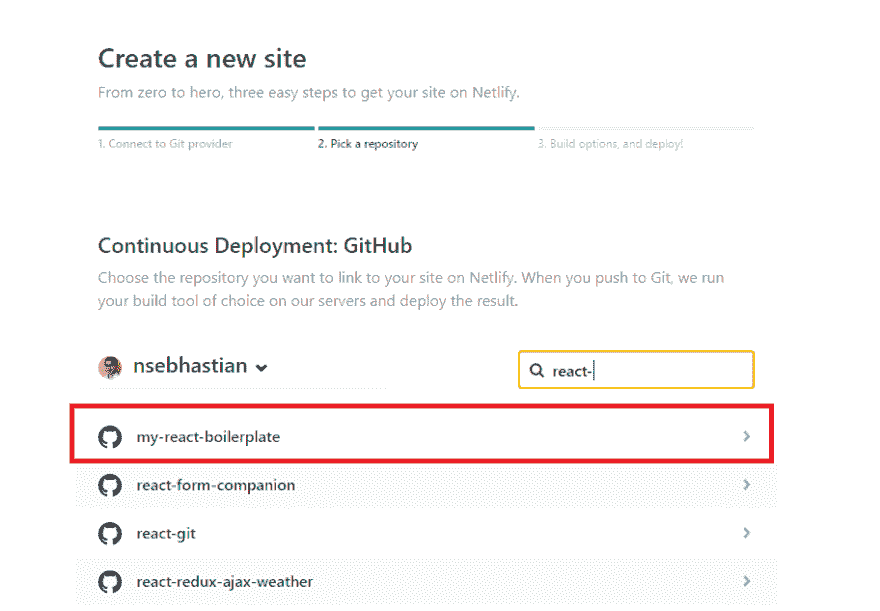 Create a new site
From zero to hero, three easy steps to get your site on Netlify.
1. Connect to Git provider
2. Pick a repository
3. Build options, and deploy!
Continuous Deployment: GitHub
Choose the repository you want to link to your site on Netlify. When you push to Git, we run
your build tool of choice on our servers and deploy the result.
nsebhastian
react-
my-react-boilerplate
react-form-companion
react-git
react-redux-ajax-weather